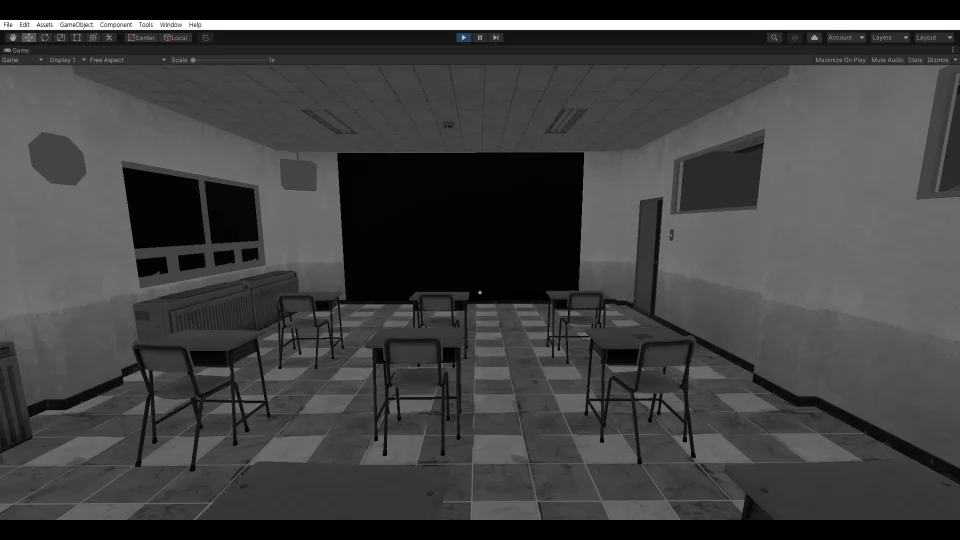 File Edit Assets GameObject Component Tools Window Help
Center Local Account Layers Layout
Game
Game Display 1 Free Aspect Scale 1x Maximize On Play Mute Audio Stats Gizmos